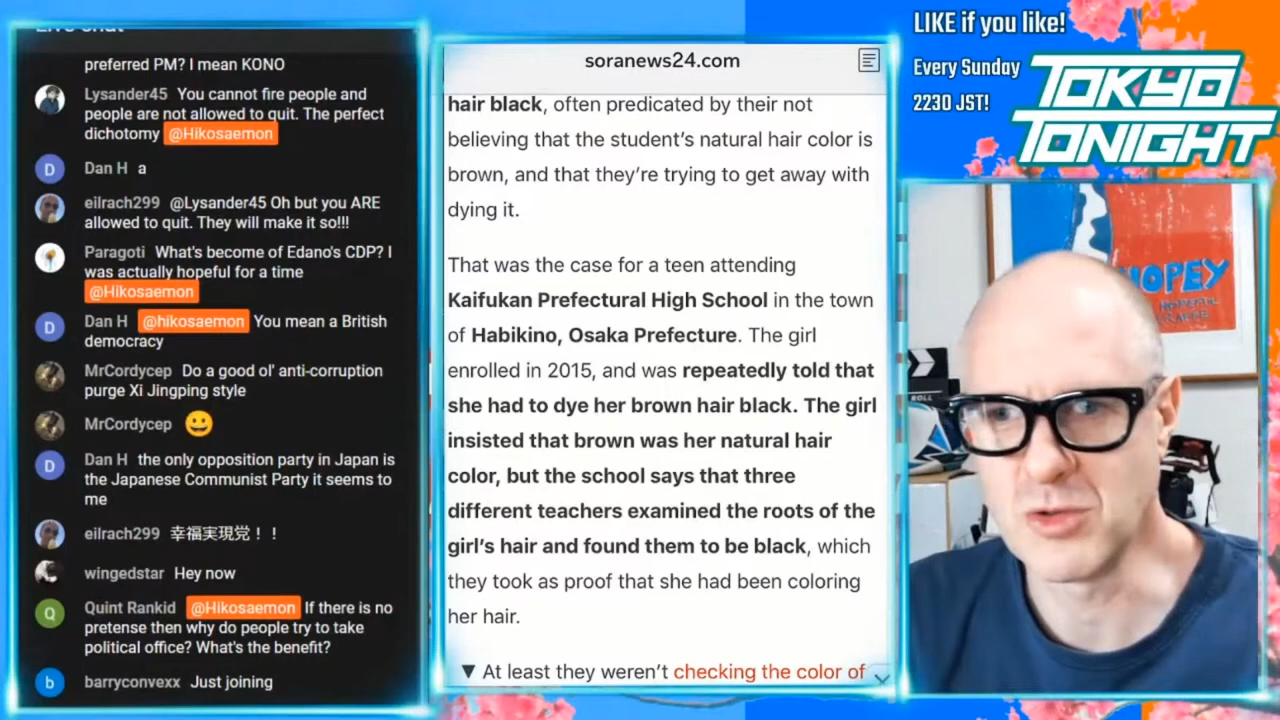 preferred PM? I mean KONO
Lysander45 You cannot fire people and
people are not allowed to quit. The perfect
dichotomy @Hikosaemon
D Dan H a
eilrach299 @Lysander45 Oh but you ARE
allowed to quit. They will make it so!!!
Paragoti What's become of Edano's CDP? I
was actually hopeful for a time
@Hikosaemon
D Dan H @hikosaemon You mean a British
democracy
MrCordycep Do a good ol' anti-corruption
purge Xi Jingping style
MrCordycep 😀
D Dan H the only opposition party in Japan is
the Japanese Communist Party it seems to
me
eilrach299 幸福実現党！！
wingedstar Hey now
Q Quint Rankid @Hikosaemon If there is no
pretense then why do people try to take
political office? What's the benefit?
b barryconvexx Just joining
soranews24.com
hair black, often predicated by their not
believing that the student’s natural hair color is
brown, and that they’re trying to get away with
dying it.
That was the case for a teen attending
Kaifukan Prefectural High School in the town
of Habikino, Osaka Prefecture. The girl
enrolled in 2015, and was repeatedly told that
she had to dye her brown hair black. The girl
insisted that brown was her natural hair
color, but the school says that three
different teachers examined the roots of the
girl’s hair and found them to be black, which
they took as proof that she had been coloring
her hair.
▼ At least they weren’t checking the color of
LIKE if you like!
Every Sunday
2230 JST!
TOKYO
TONIGHT
HOPEY
ROLL